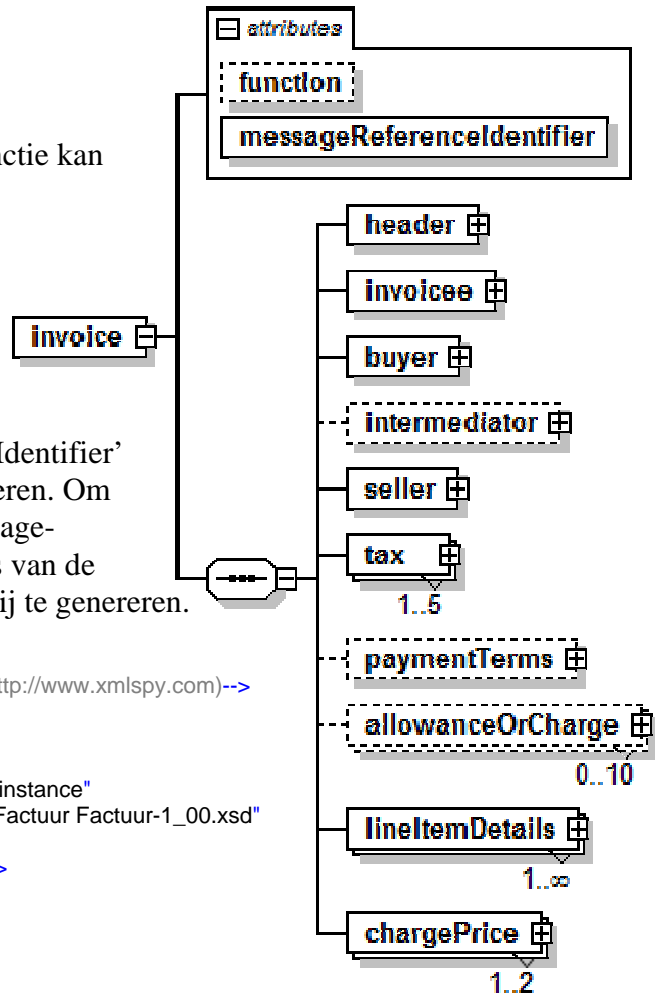 attributes
function
messageReferenceIdentifier
nctie kan
header
invoicee
invoice
buyer
intermediator
Identifier’
eren. Om
seller
age-
tax
s van de
1..5
ij te genereren.
paymentTerms
ttp://www.xmlspy.com)-->
allowanceOrCharge
0..10
instance"
Factuur Factuur-1_00.xsd"
lineItemDetails
>
1..∞
chargePrice
1..2